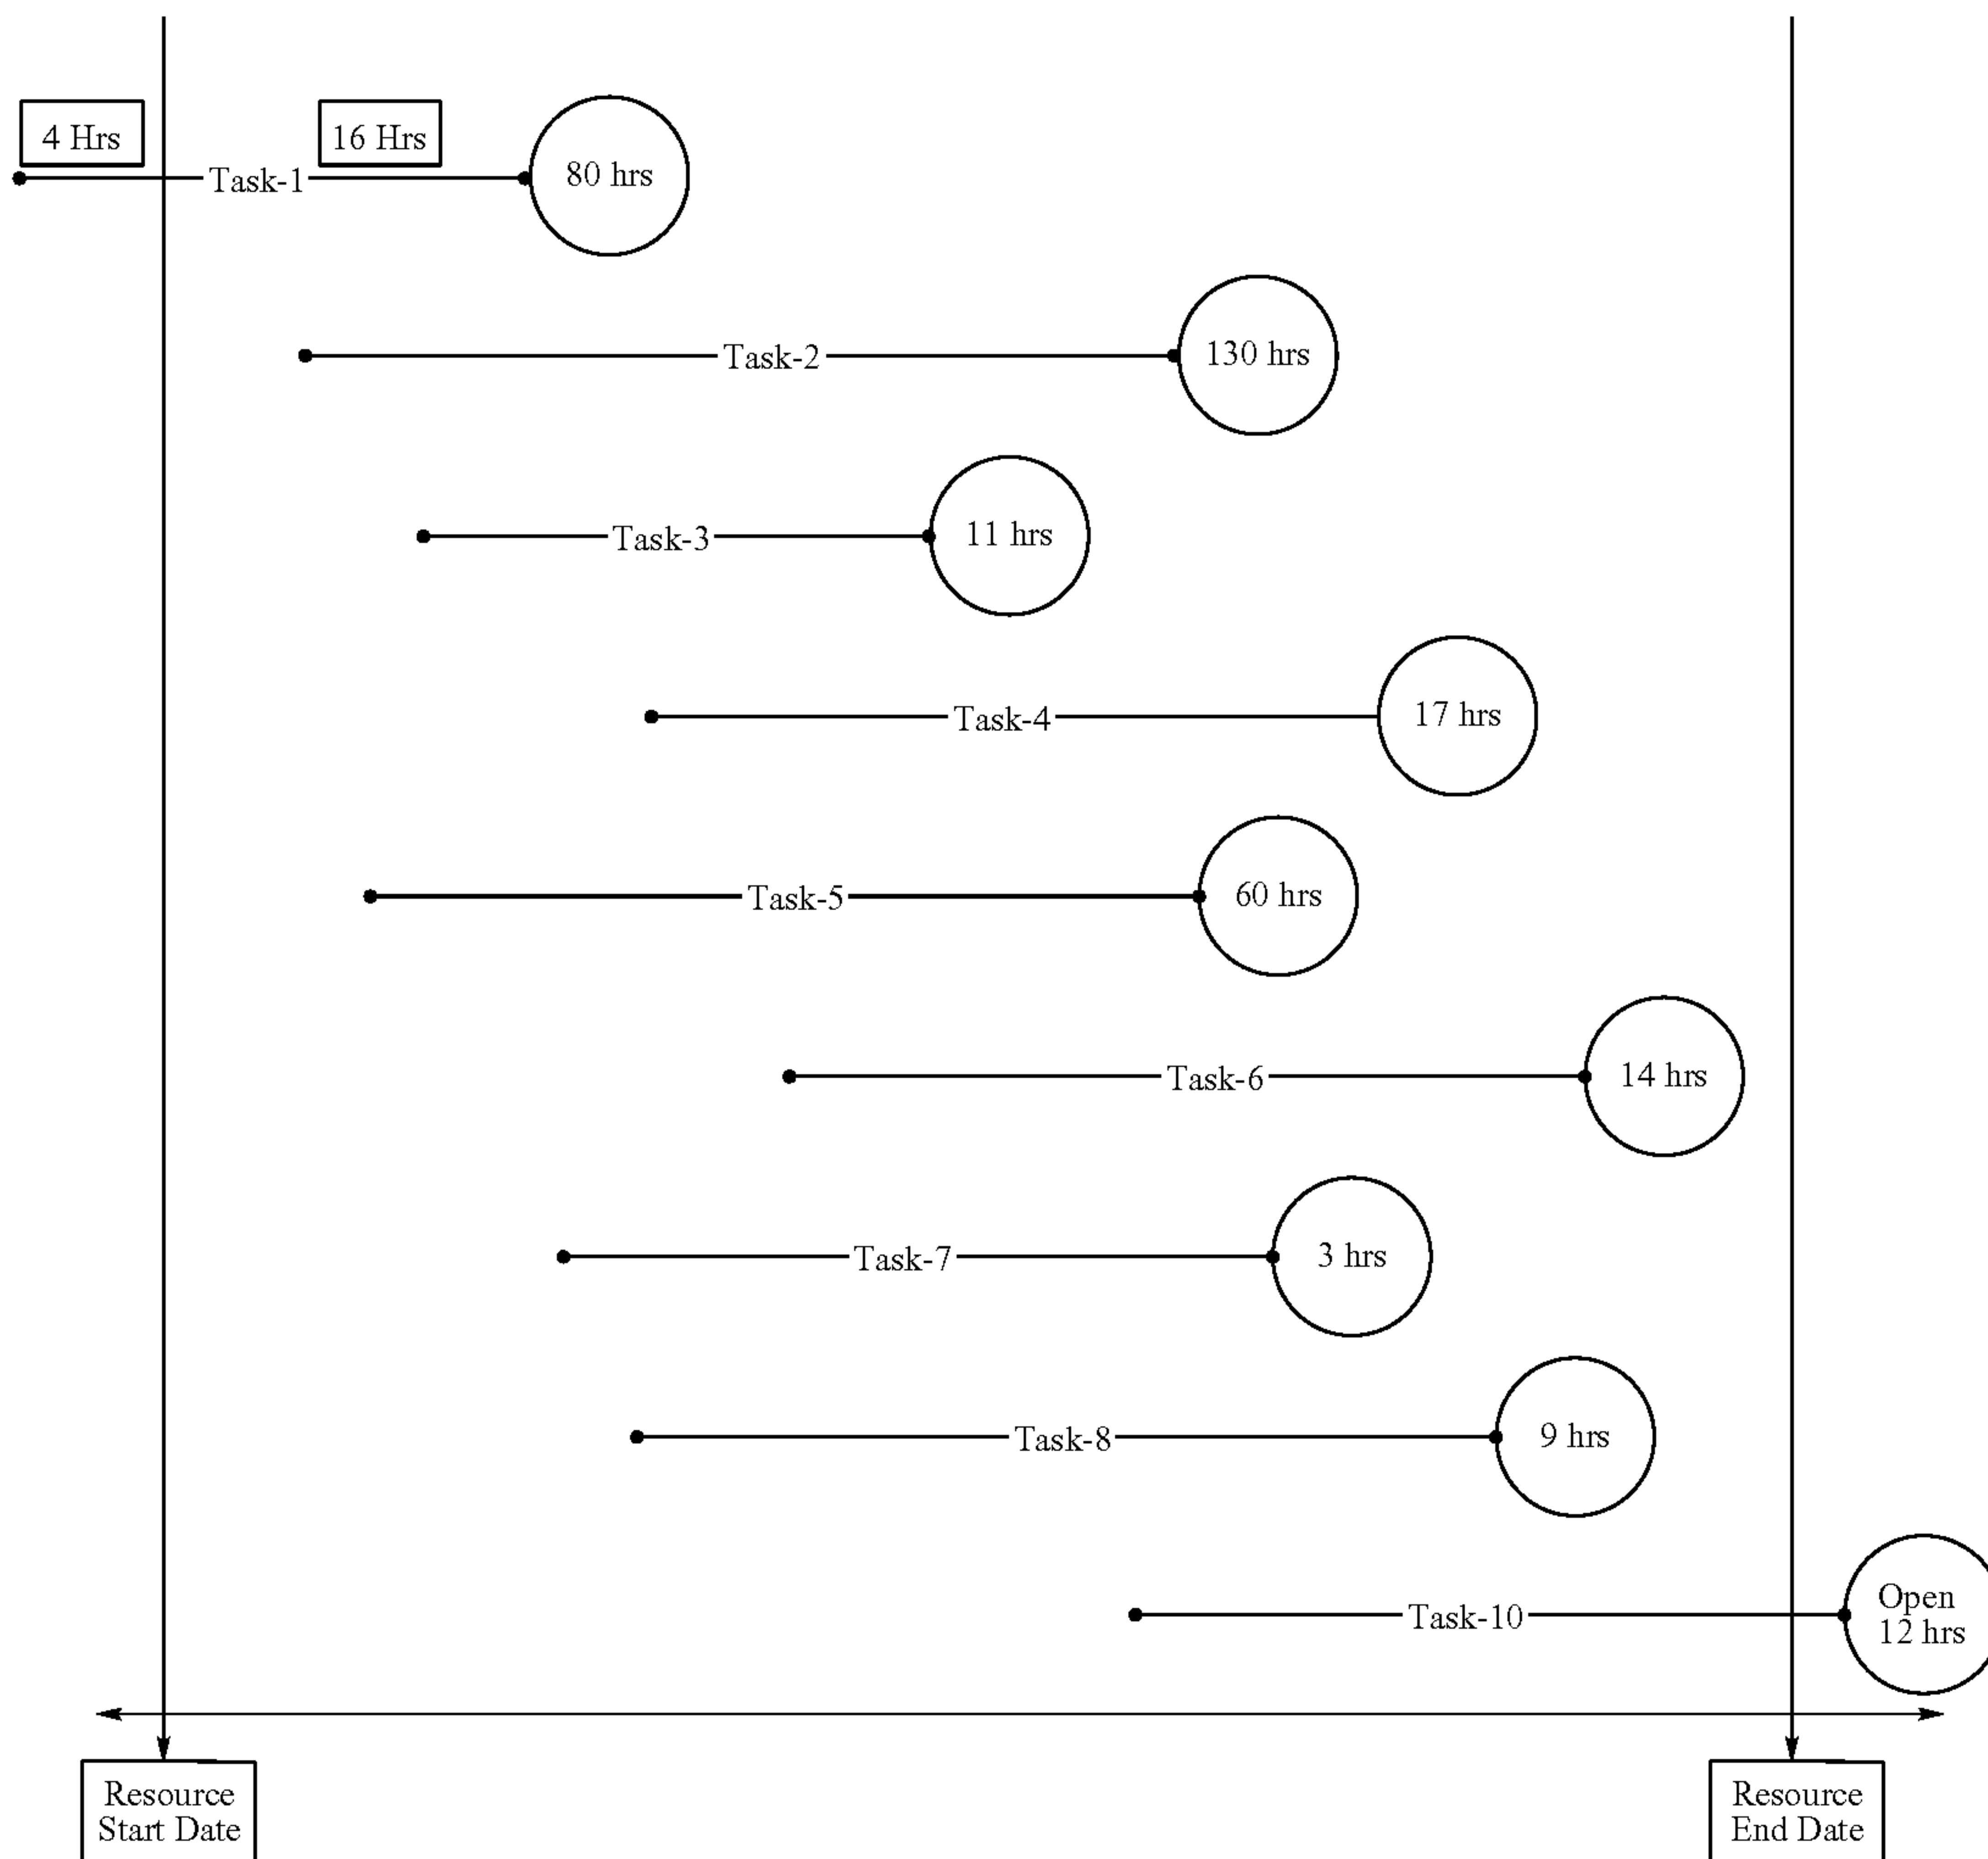 4 Hrs
16 Hrs
Task-1
80 hrs
Task-2
130 hrs
Task-3
11 hrs
Task-4
17 hrs
Task-5
60 hrs
Task-6
14 hrs
Task-7
3 hrs
Task-8
9 hrs
Task-10
Open
12 hrs
Resource
Start Date
Resource
End Date